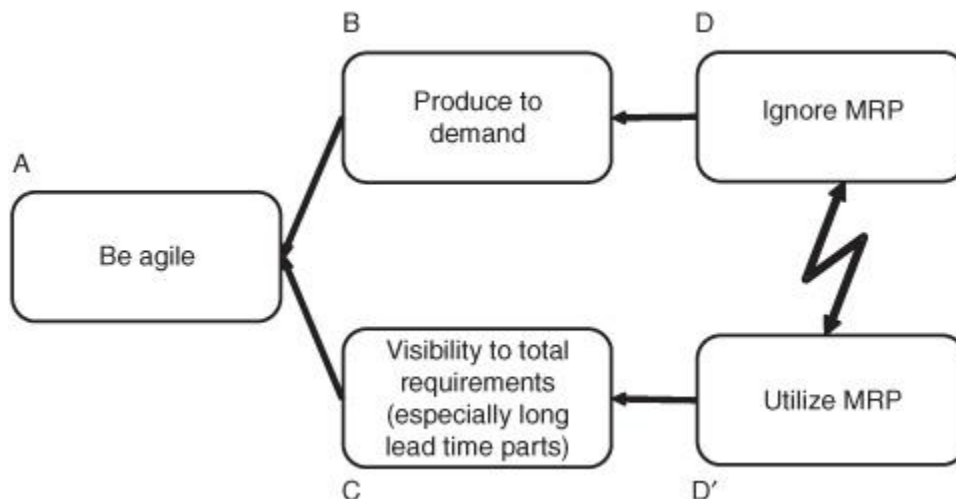 B
D
Produce to
demand
Ignore MRP
A
Be agile
Visibility to total
requirements
(especially long
lead time parts)
Utilize MRP
C
D′